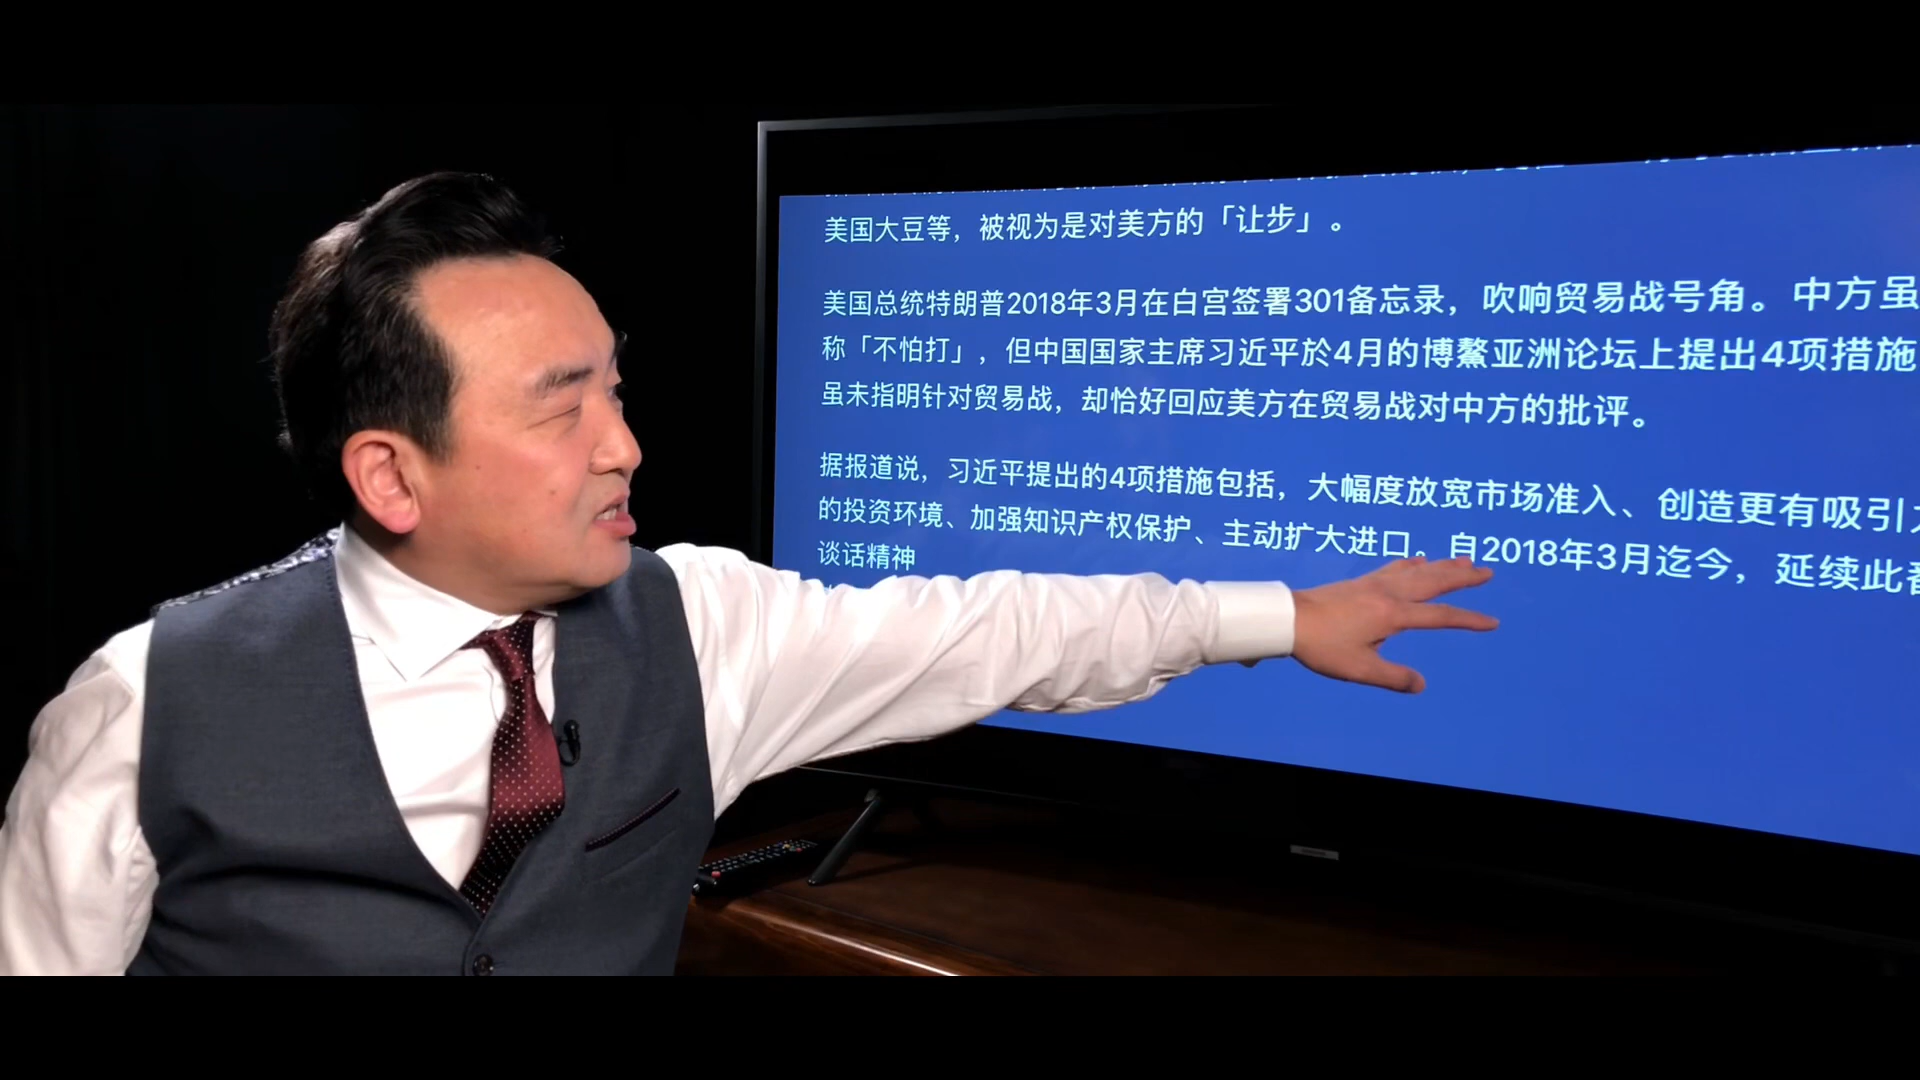 美国大豆等，被视为是对美方的「让步」。
美国总统特朗普2018年3月在白宫签署301备忘录，吹响贸易战号角。中方虽
称「不怕打」，但中国国家主席习近平於4月的博鳌亚洲论坛上提出4项措施
虽未指明针对贸易战，却恰好回应美方在贸易战对中方的批评。
据报道说，习近平提出的4项措施包括，大幅度放宽市场准入、创造更有吸引
的投资环境、加强知识产权保护、主动扩大进口。自2018年3月迄今，延续此
谈话精神